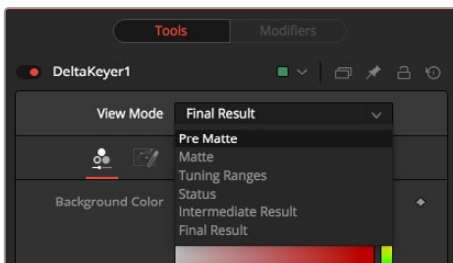 Tools Modifiers
DeltaKeyer1
View Mode Final Result
Pre Matte
Matte
Tuning Ranges
Status
Background Color
Intermediate Result
Final Result